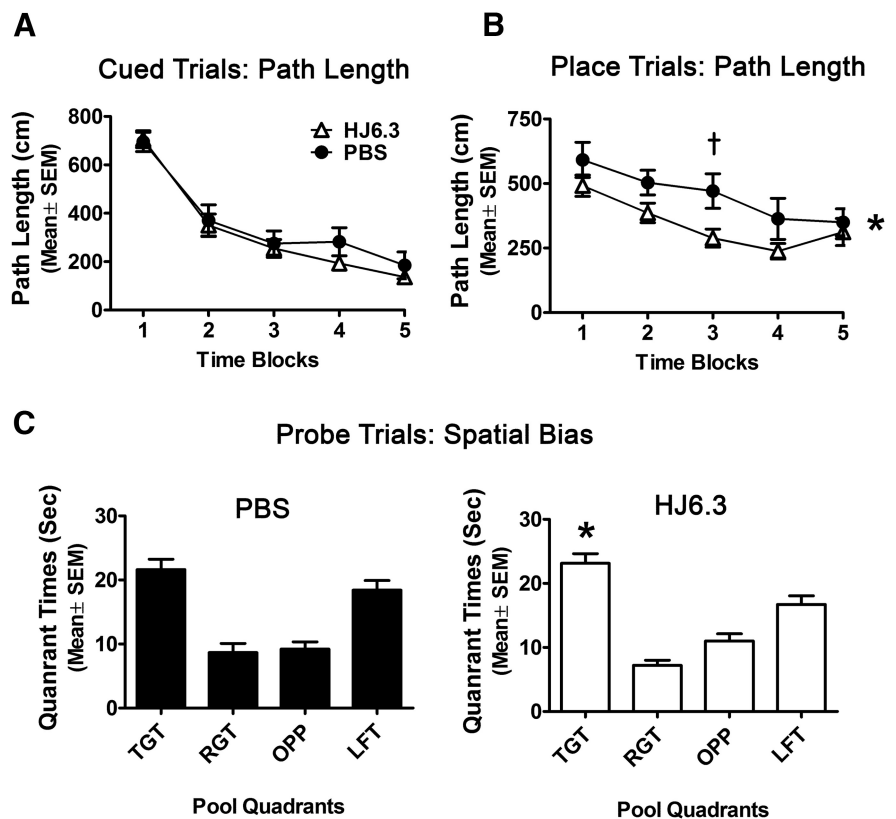 A
Cued Trials: Path Length
Path Length (cm)
(Mean± SEM)
800
600
400
200
0
HJ6.3
PBS
1 2 3 4 5
Time Blocks
B
Place Trials: Path Length
Path Length (cm)
(Mean± SEM)
750
500
250
0
†
*
1 2 3 4 5
Time Blocks
C
Probe Trials: Spatial Bias
PBS
Quanrant Times (Sec)
(Mean± SEM)
30
20
10
0
TGT RGT OPP LFT
Pool Quadrants
HJ6.3
Quanrant Times (Sec)
(Mean± SEM)
30
20
10
0
*
TGT RGT OPP LFT
Pool Quadrants